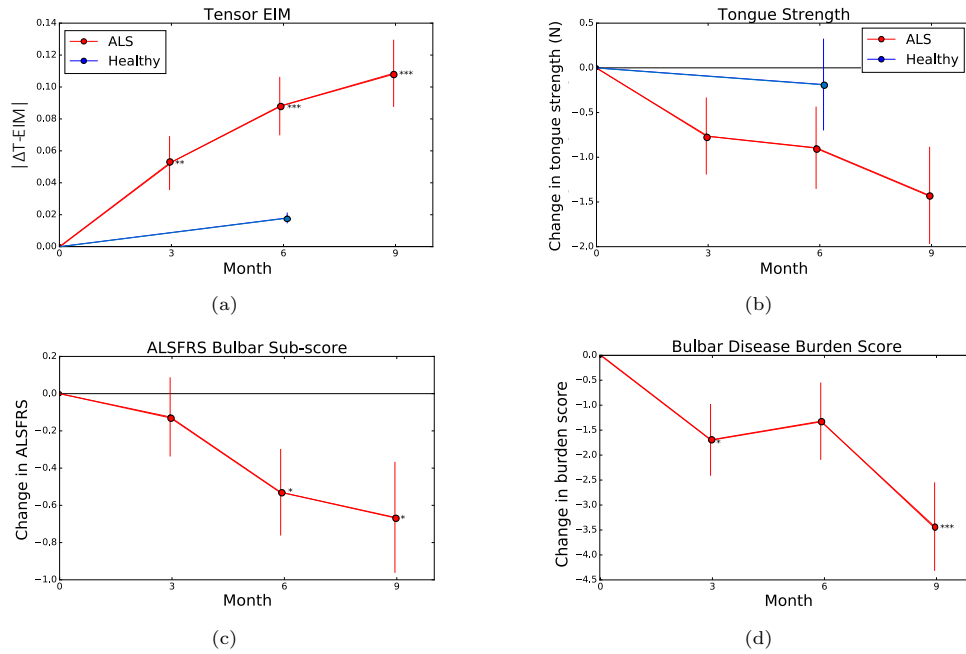 Tensor EIM
0.14
0.12
0.10
0.08
0.06
0.04
0.02
0.00
|ΔT-EIM|
ALS
Healthy
**
***
***
0
3
6
9
Month
(a)
Tongue Strength
0.5
0.0
−0.5
−1.0
−1.5
−2.0
Change in tongue strength (N)
ALS
Healthy
0
3
6
9
Month
(b)
ALSFRS Bulbar Sub-score
0.2
0.0
−0.2
−0.4
−0.6
−0.8
−1.0
Change in ALSFRS
*
*
0
3
6
9
Month
(c)
Bulbar Disease Burden Score
0.0
−0.5
−1.0
−1.5
−2.0
−2.5
−3.0
−3.5
−4.0
−4.5
Change in burden score
*
***
0
3
6
9
Month
(d)